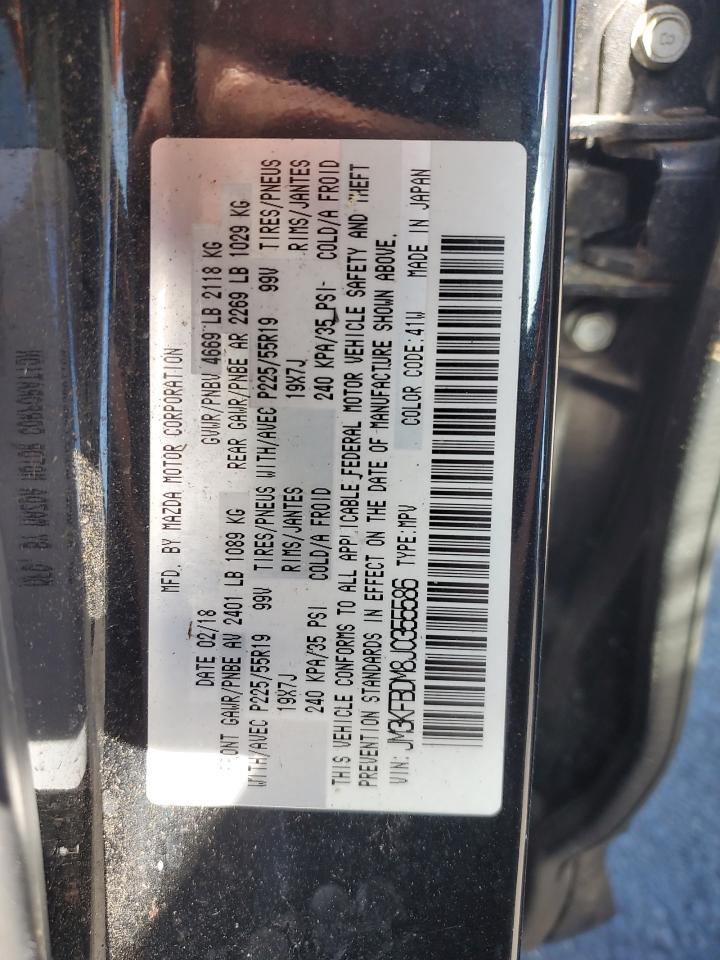 MFD. BY MAZDA MOTOR CORPORATION
DATE 02/18 GVWR/PNBV 4669 LB 2118 KG
FRONT GAWR/PNBE AV 2401 LB 1089 KG REAR GAWR/PNBE AR 2269 LB 1029 KG
WITH/AVEC P225/55R19 99V TIRES/PNEUS WITH/AVEC P225/55R19 99V TIRES/PNEUS
19X7J RIMS/JANTES 19X7J RIMS/JANTES
240 KPA/35 PSI COLD/A FROID 240 KPA/35 PSI COLD/A FROID
THIS VEHICLE CONFORMS TO ALL APPLICABLE FEDERAL MOTOR VEHICLE SAFETY AND THEFT
PREVENTION STANDARDS IN EFFECT ON THE DATE OF MANUFACTURE SHOWN ABOVE.
VIN: JM3KFBDM8J0355586 TYPE:MPV COLOR CODE:41W MADE IN JAPAN
8